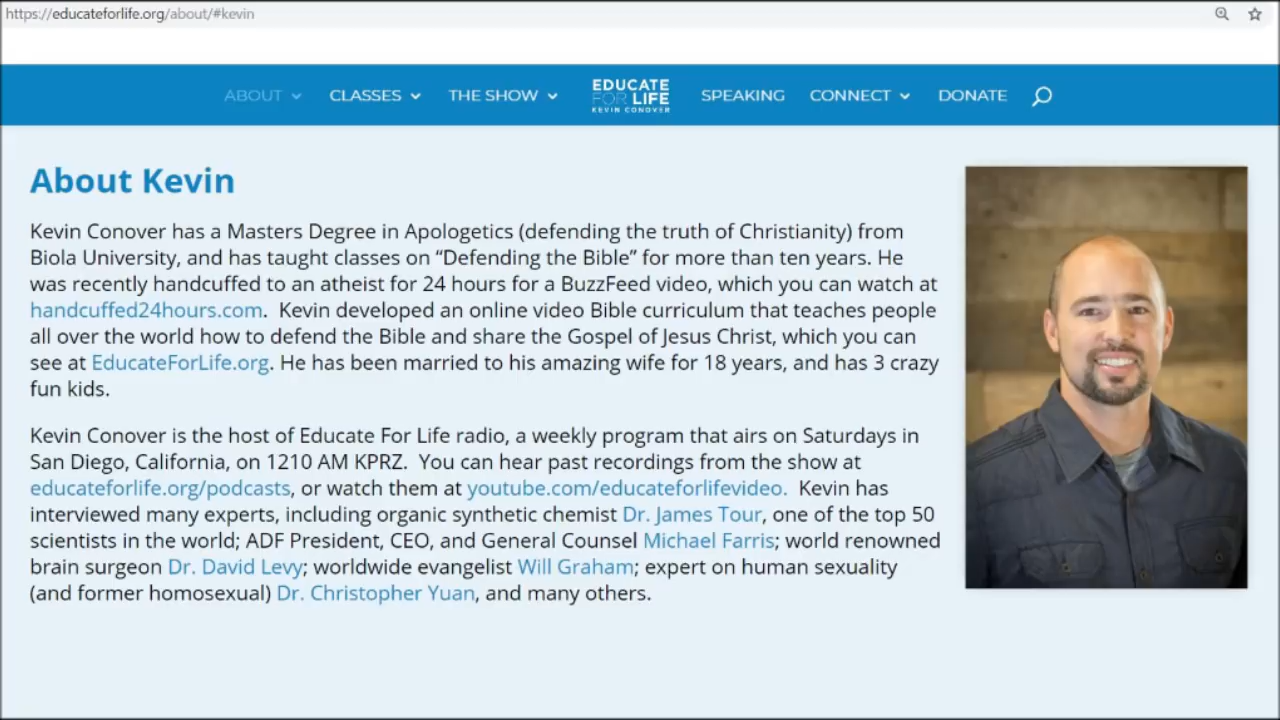 https://educateforlife.org/about/#kevin
ABOUT CLASSES THE SHOW EDUCATE FOR LIFE KEVIN CONOVER SPEAKING CONNECT DONATE
About Kevin
Kevin Conover has a Masters Degree in Apologetics (defending the truth of Christianity) from
Biola University, and has taught classes on “Defending the Bible” for more than ten years. He
was recently handcuffed to an atheist for 24 hours for a BuzzFeed video, which you can watch at
handcuffed24hours.com. Kevin developed an online video Bible curriculum that teaches people
all over the world how to defend the Bible and share the Gospel of Jesus Christ, which you can
see at EducateForLife.org. He has been married to his amazing wife for 18 years, and has 3 crazy
fun kids.
Kevin Conover is the host of Educate For Life radio, a weekly program that airs on Saturdays in
San Diego, California, on 1210 AM KPRZ. You can hear past recordings from the show at
educateforlife.org/podcasts, or watch them at youtube.com/educateforlifevideo. Kevin has
interviewed many experts, including organic synthetic chemist Dr. James Tour, one of the top 50
scientists in the world; ADF President, CEO, and General Counsel Michael Farris; world renowned
brain surgeon Dr. David Levy; worldwide evangelist Will Graham; expert on human sexuality
(and former homosexual) Dr. Christopher Yuan, and many others.